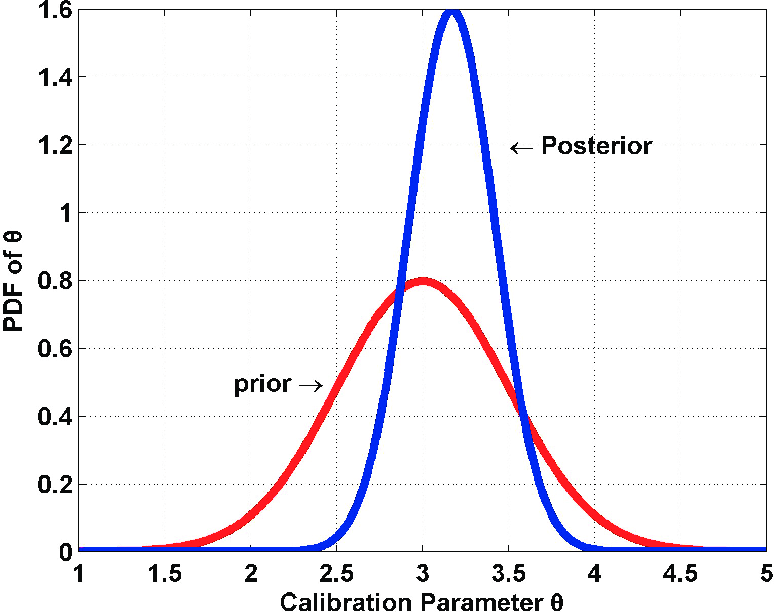 1.6
1.4
1.2
1
0.8
0.6
0.4
0.2
0
PDF of θ
← Posterior
prior →
1 1.5 2 2.5 3 3.5 4 4.5 5
Calibration Parameter θ